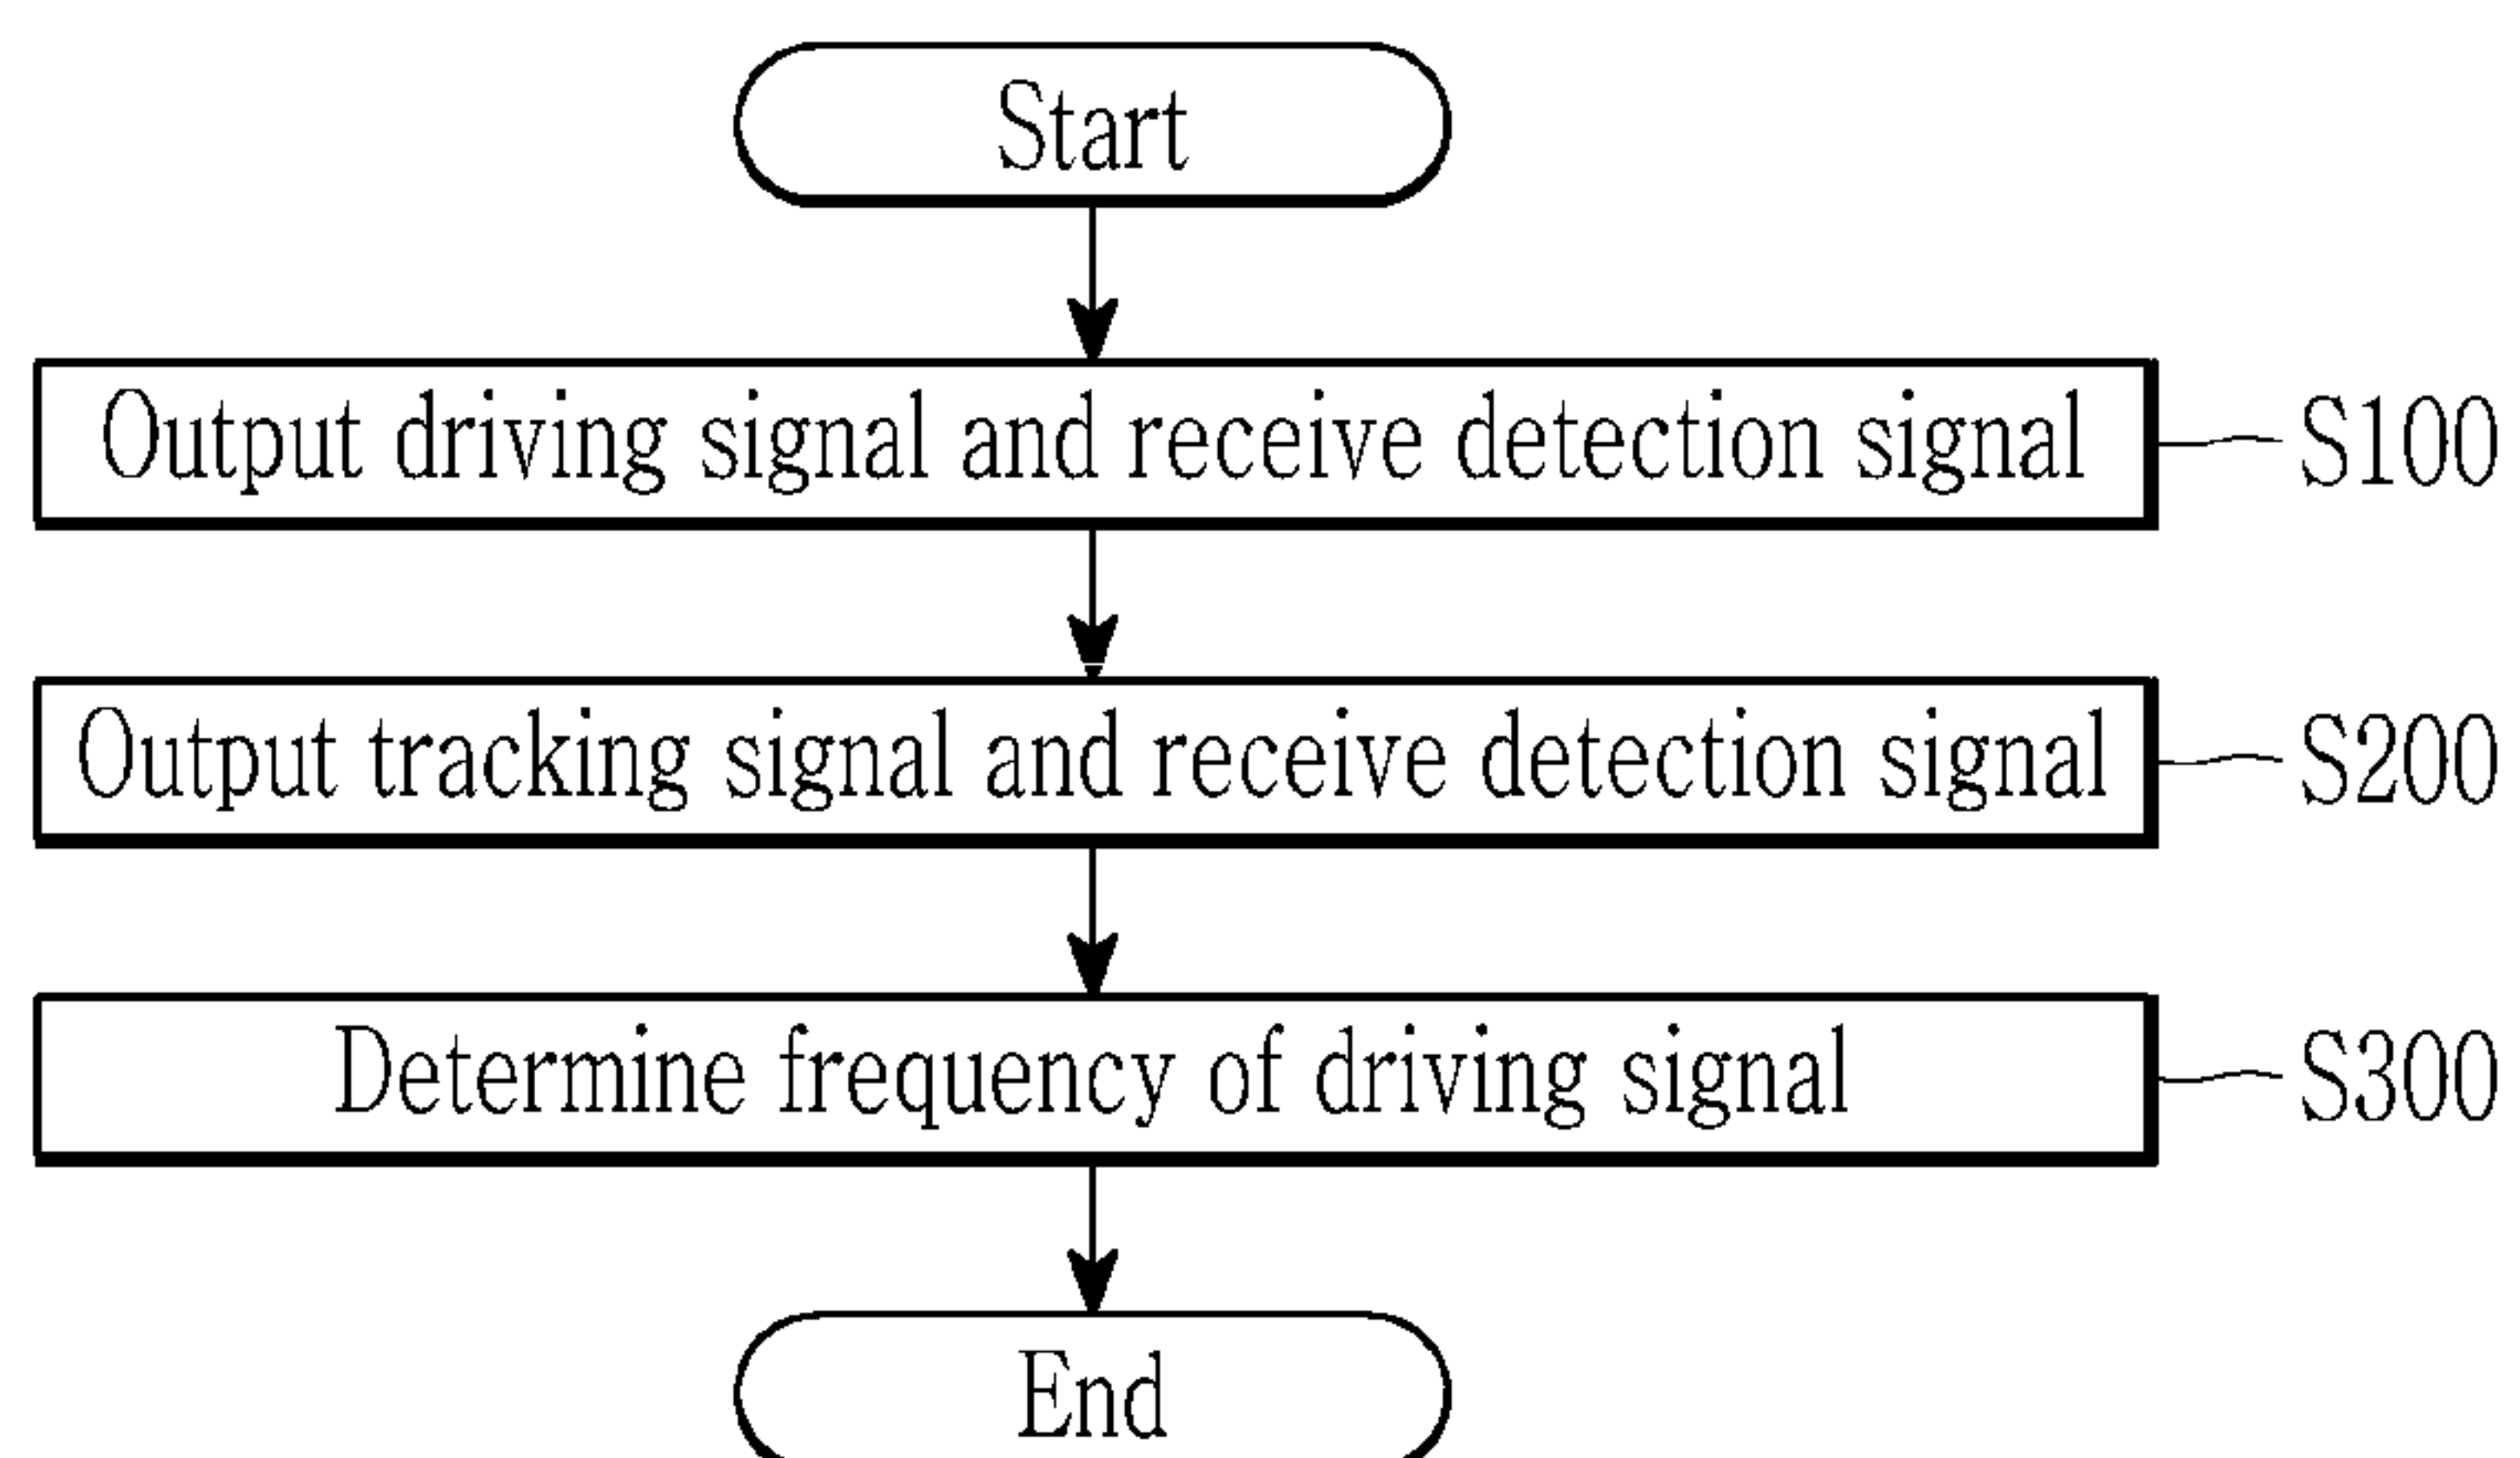 Start
Output driving signal and receive detection signal
S100
Output tracking signal and receive detection signal
S200
Determine frequency of driving signal
S300
End